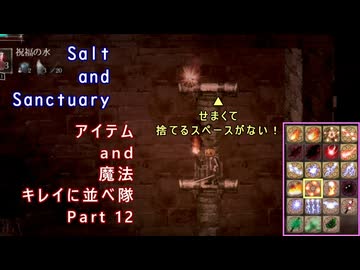 祝福の水
/20
Salt
and
Sanctuary
アイテム
and
魔法
キレイに並べ隊
Part 12
▲
せまくて
捨てるスペースがない！